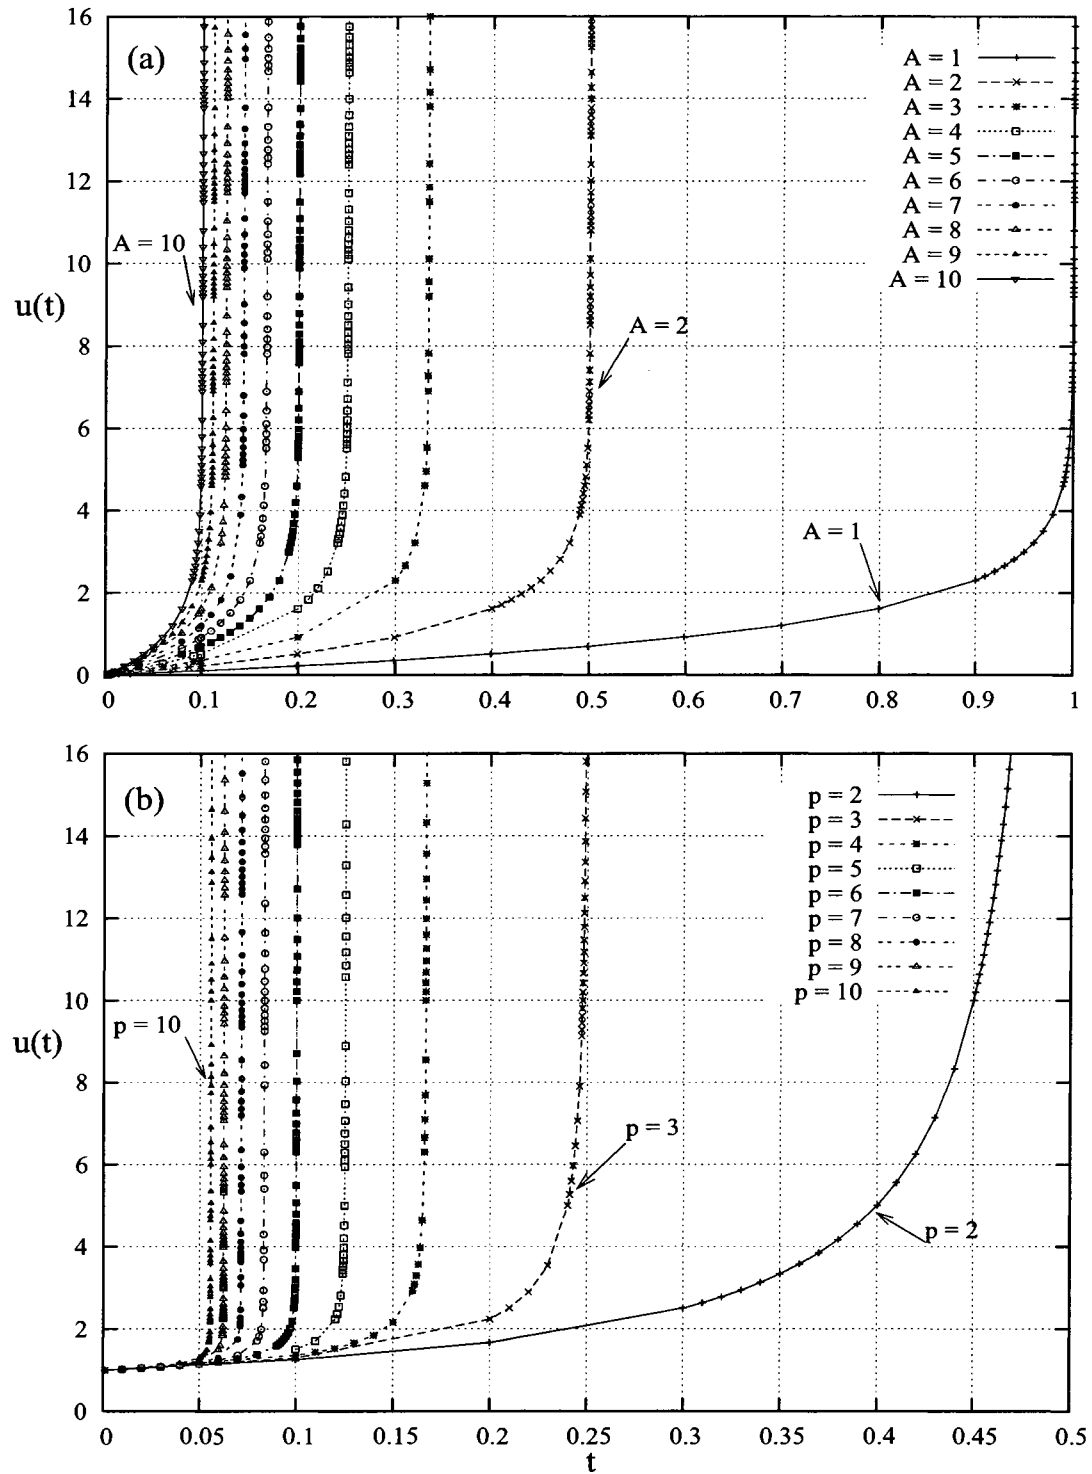 16
(a)
A = 1
A = 2
14
A = 3
A = 4
12
A = 5
A = 6
A = 7
A = 8
10
A = 10
A = 9
A = 10
u(t)
8
A = 2
6
4
A = 1
2
0
0 0.1 0.2 0.3 0.4 0.5 0.6 0.7 0.8 0.9 1
16
(b)
p = 2
p = 3
14
p = 4
p = 5
12
p = 6
p = 7
p = 8
p = 9
10
p = 10
p = 10
u(t)
8
p = 3
6
4
p = 2
2
0
0 0.05 0.1 0.15 0.2 0.25 0.3 0.35 0.4 0.45 0.5
t